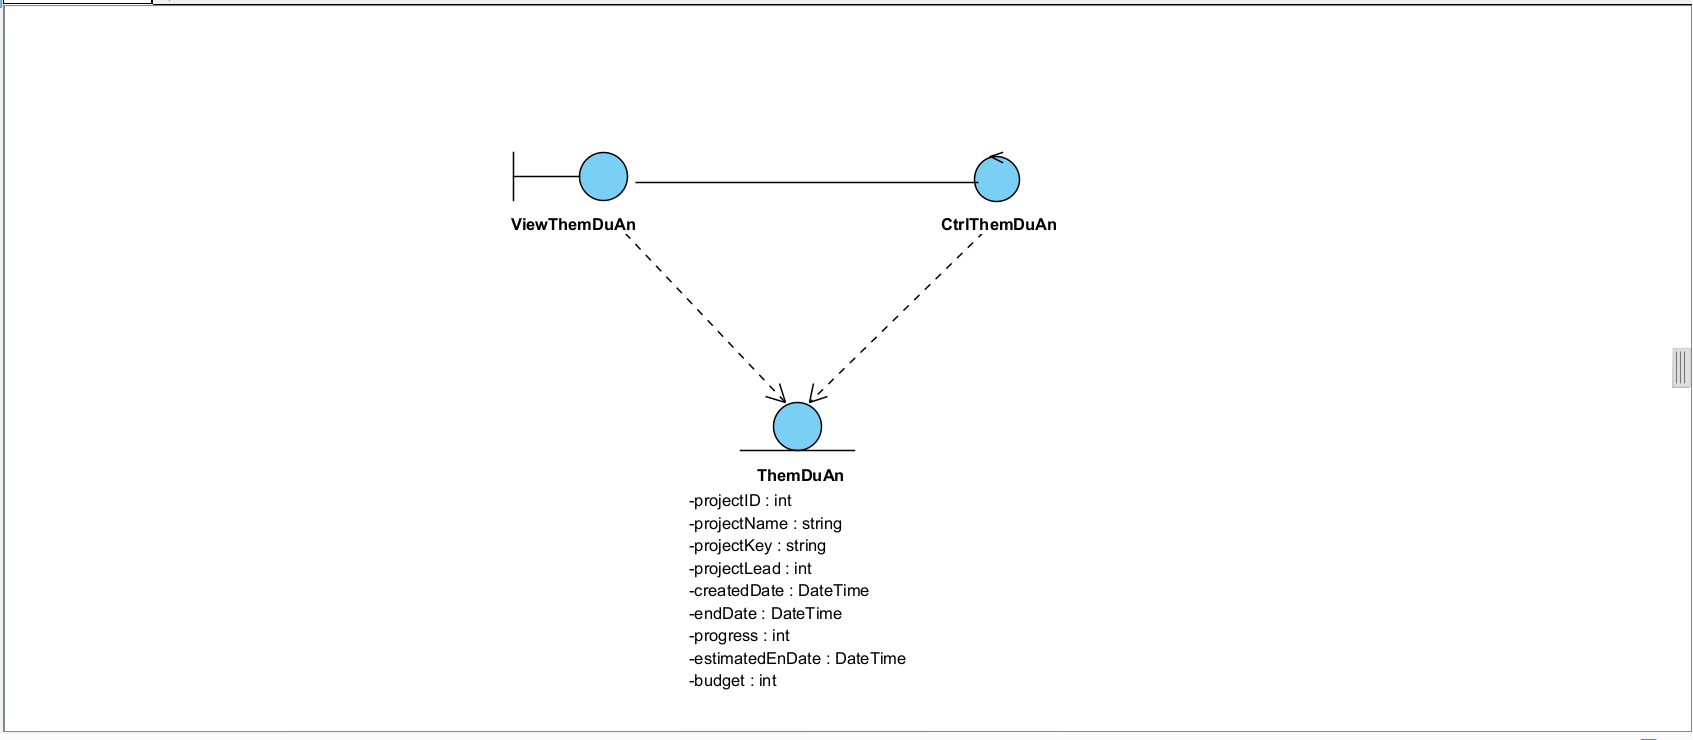 ViewThemDuAn
CtrlThemDuAn
ThemDuAn
-projectID : int
-projectName : string
-projectKey : string
-projectLead : int
-createdDate : DateTime
-endDate : DateTime
-progress : int
-estimatedEnDate : DateTime
-budget : int